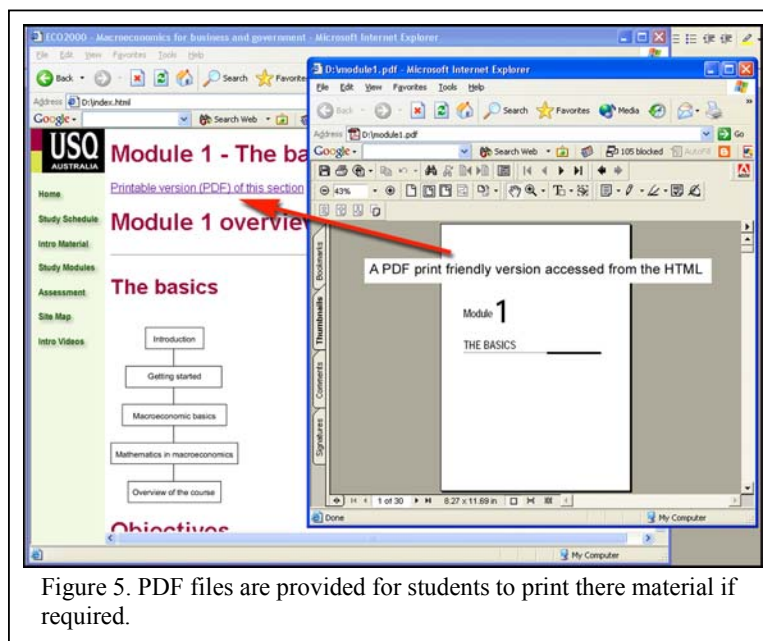 ECO2000 - Macroeconomics for business and government - Microsoft Internet Explorer
File Edit View Favorites Tools Help
Back Search Favorites
Address D:\index.html
Google Search Web
USQ
AUSTRALIA
Home
Study Schedule
Intro Material
Study Modules
Assessment
Site Map
Intro Videos
Module 1 - The ba
Printable version (PDF) of this section
Module 1 overvie
The basics
Introduction
Getting started
Macroeconomic basics
Mathematics in macroeconomics
Overview of the course
Objectives
My Computer
D:\module1.pdf - Microsoft Internet Explorer
File Edit View Favorites Tools Help
Back Search Favorites Media
Address D:\module1.pdf Go
Google Search Web 105 blocked AutoFill
43%
Bookmarks
Thumbnails
Comments
Signatures
A PDF print friendly version accessed from the HTML
Module 1
THE BASICS
1 of 30 8.27 x 11.69 in
Done My Computer
Figure 5. PDF files are provided for students to print there material if
required.